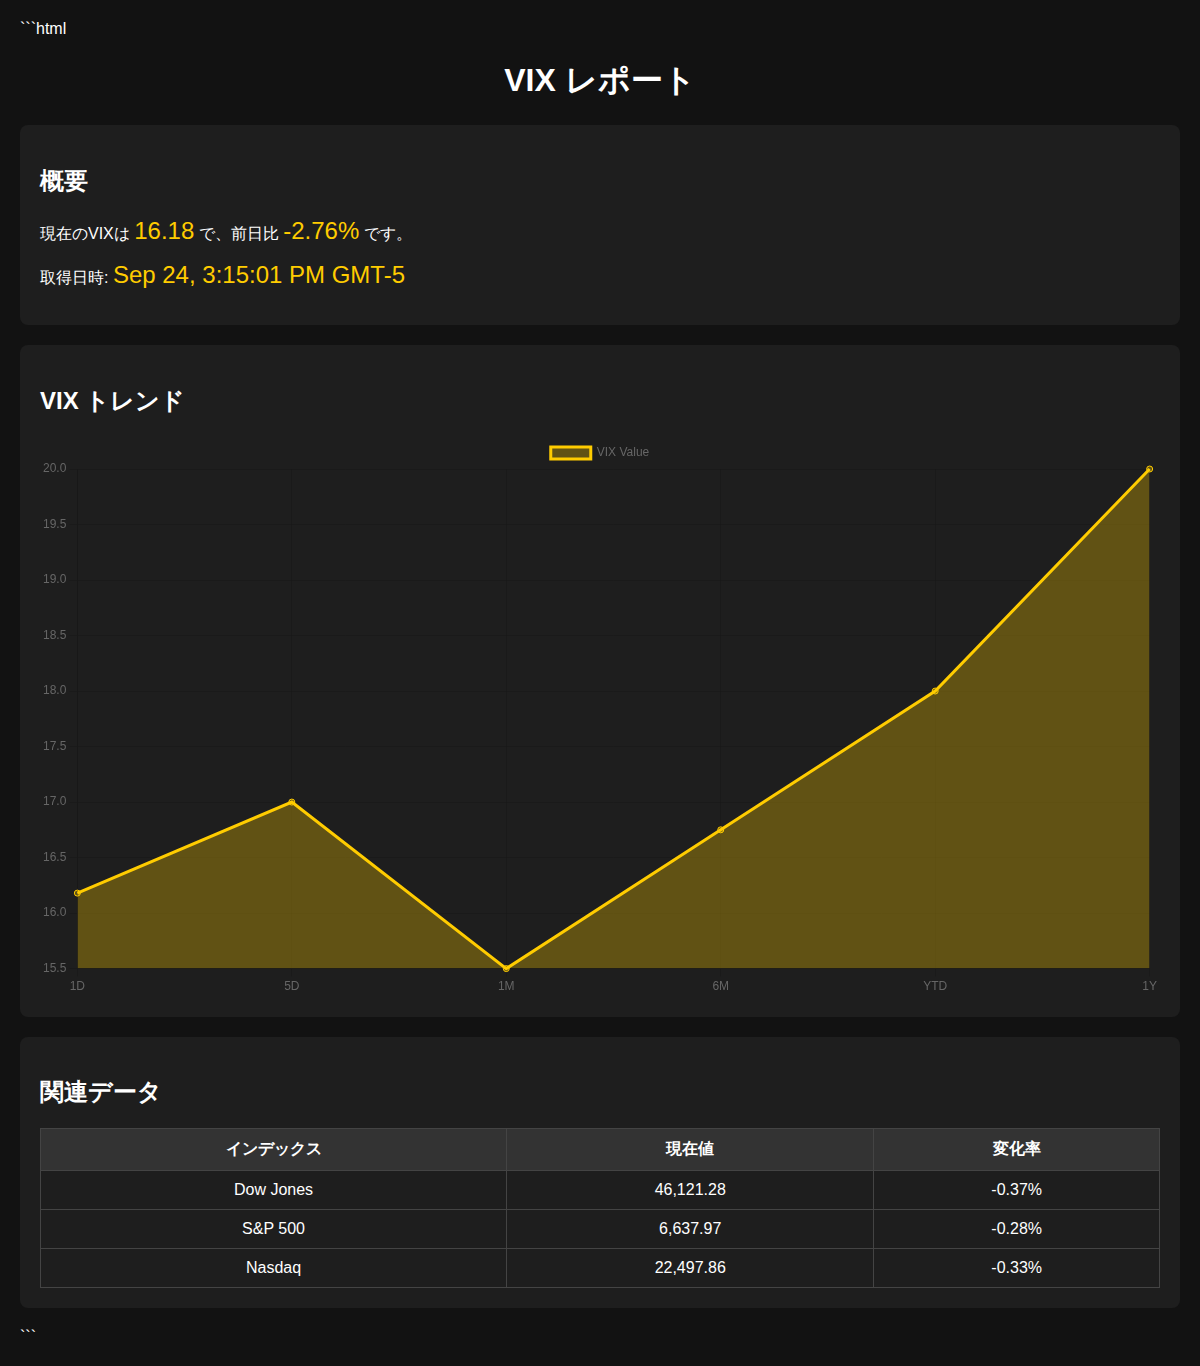 ```html
VIX レポート
概要
現在のVIXは 16.18 で、前日比 -2.76% です。
取得日時: Sep 24, 3:15:01 PM GMT-5
VIX トレンド
VIX Value
20.0
19.5
19.0
18.5
18.0
17.5
17.0
16.5
16.0
15.5
1D 5D 1M 6M YTD 1Y
関連データ
インデックス 現在値 変化率
Dow Jones 46,121.28 -0.37%
S&P 500 6,637.97 -0.28%
Nasdaq 22,497.86 -0.33%
```